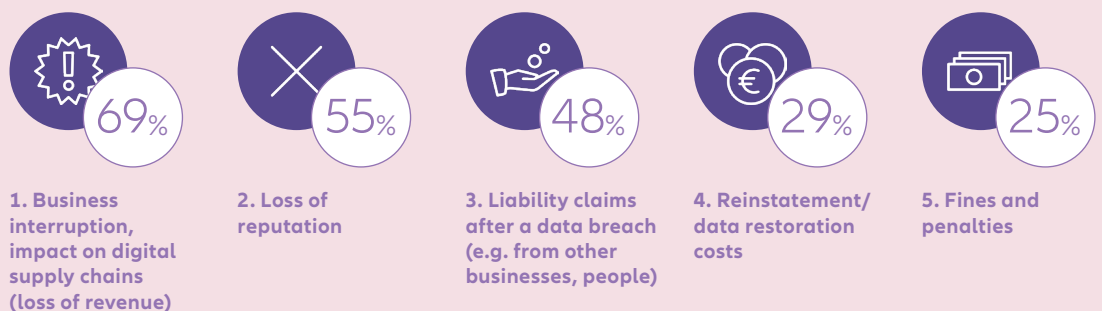 69%
55%
48%
€
29%
25%
1. Business
interruption,
impact on digital
supply chains
(loss of revenue)
2. Loss of
reputation
3. Liability claims
after a data breach
(e.g. from other
businesses, people)
4. Reinstatement/
data restoration
costs
5. Fines and
penalties